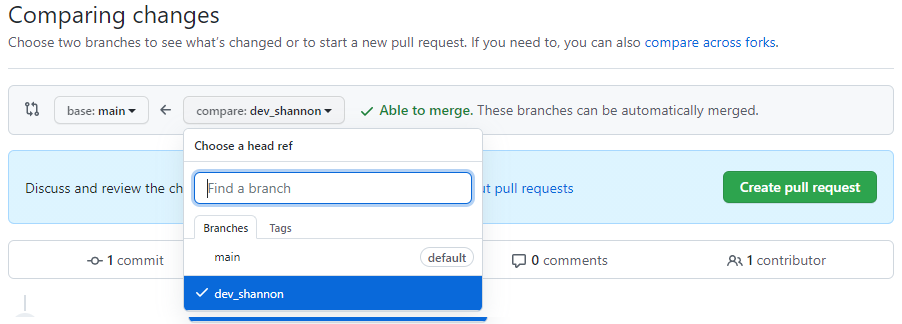 Comparing changes
Choose two branches to see what's changed or to start a new pull request. If you need to, you can also compare across forks.
base: main
compare: dev_shannon
Able to merge. These branches can be automatically merged.
Choose a head ref
Find a branch
Discuss and review the ch
ut pull requests
Create pull request
Branches
Tags
main
default
1 commit
0 comments
1 contributor
dev_shannon